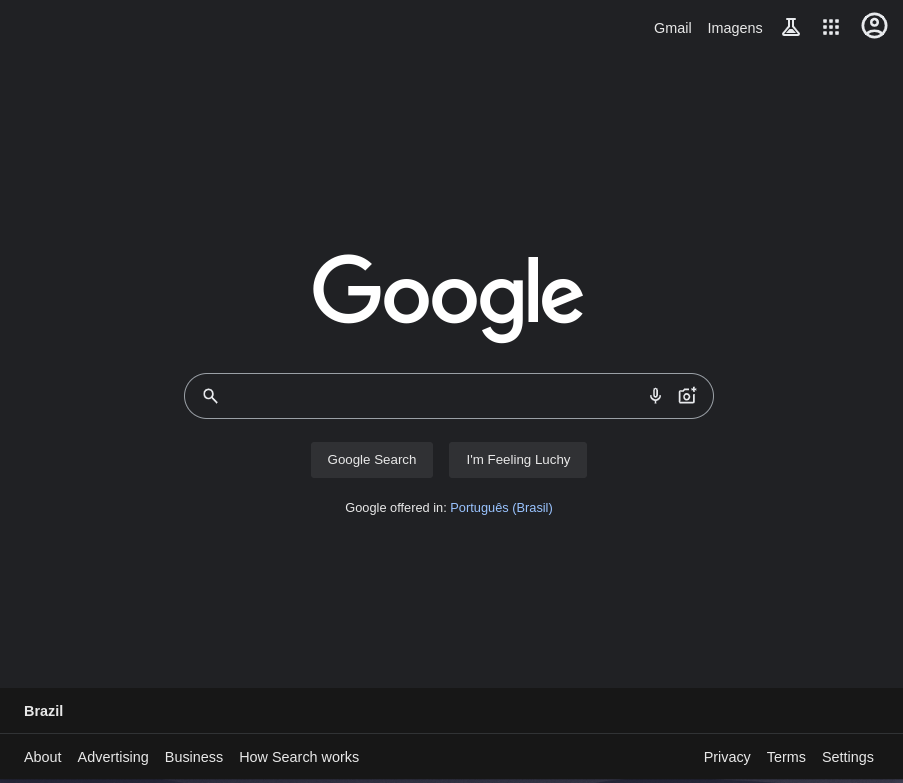 Gmail Imagens
Google
Google Search I'm Feeling Luchy
Google offered in: Português (Brasil)
Brazil
About Advertising Business How Search works Privacy Terms Settings